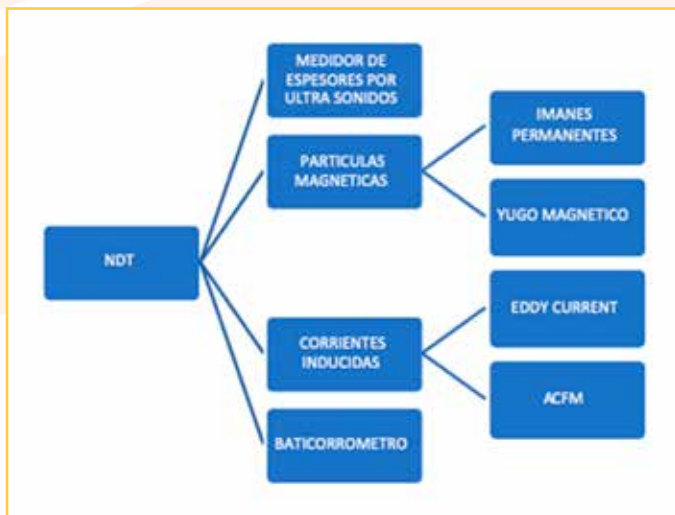 MEDIDOR DE
ESPESORES POR
ULTRA SONIDOS
IMANES
PERMANENTES
PARTICULAS
MAGNETICAS
YUGO MAGNETICO
NDT
EDDY CURRENT
CORRIENTES
INDUCIDAS
ACFM
BATICORROMETRO